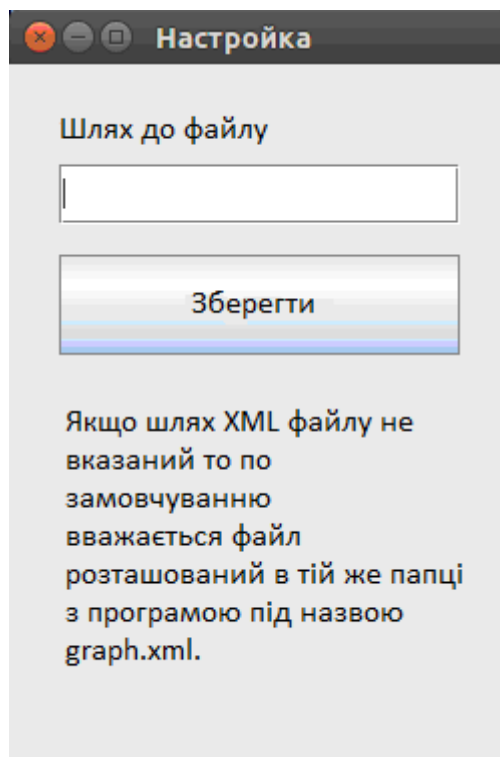 Настройка
Шлях до файлу
Зберегти
Якщо шлях XML файлу не
вказаний то по
замовчуванню
вважається файл
розташований в тій же папці
з програмою під назвою
graph.xml.